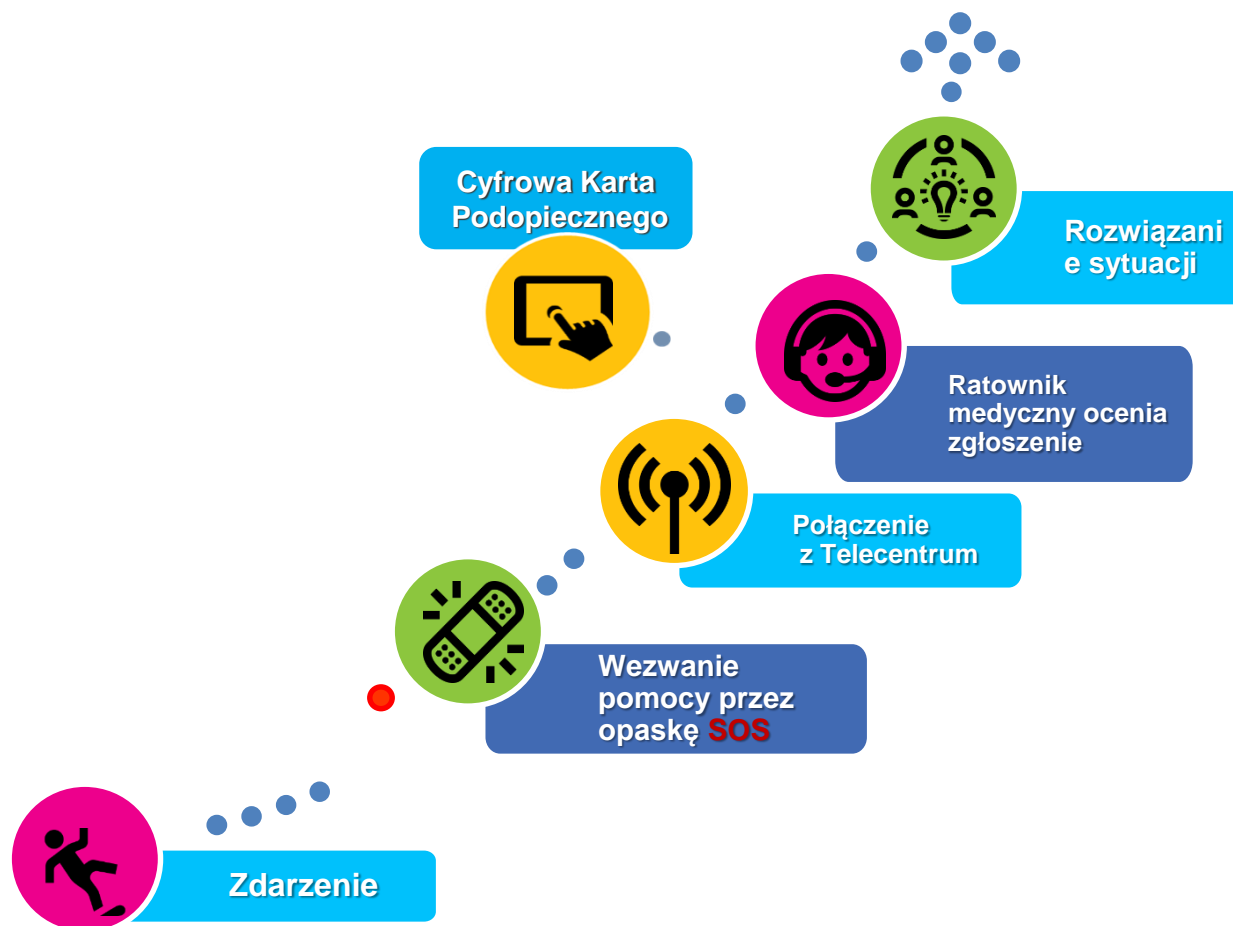 Cyfrowa Karta
Podopiecznego
Rozwiązani
e sytuacji
Ratownik
medyczny ocenia
zgłoszenie
Połączenie
z Telecentrum
Wezwanie
pomocy przez
opaskę SOS
Zdarzenie